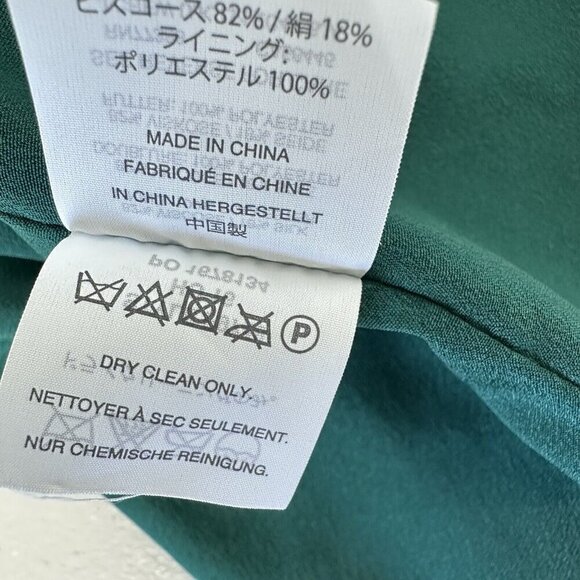 ビスコース 82% / 絹 18%
ライニング:
ポリエステル 100%
MADE IN CHINA
FABRIQUÉ EN CHINE
IN CHINA HERGESTELLT
中国製
P
DRY CLEAN ONLY.
NETTOYER À SEC SEULEMENT.
NUR CHEMISCHE REINIGUNG.